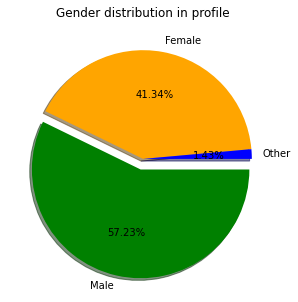 Gender distribution in profile
Female
41.34%
1.43%
Other
57.23%
Male